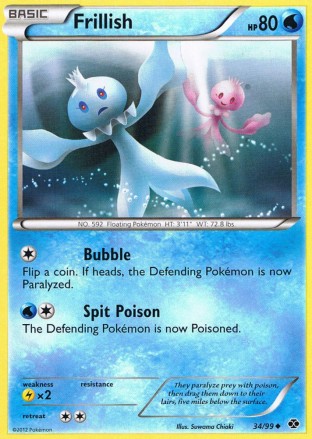 BASIC
Frillish
HP 80
NO. 592 Floating Pokémon HT: 3'11" WT: 72.8 lbs.
Bubble
Flip a coin. If heads, the Defending Pokémon is now
Paralyzed.
Spit Poison
The Defending Pokémon is now Poisoned.
weakness resistance
×2
They paralyze prey with poison,
then drag them down to their
lairs, five miles below the surface.
retreat
©2012 Pokémon
Illus. Suwama Chiaki
34/99